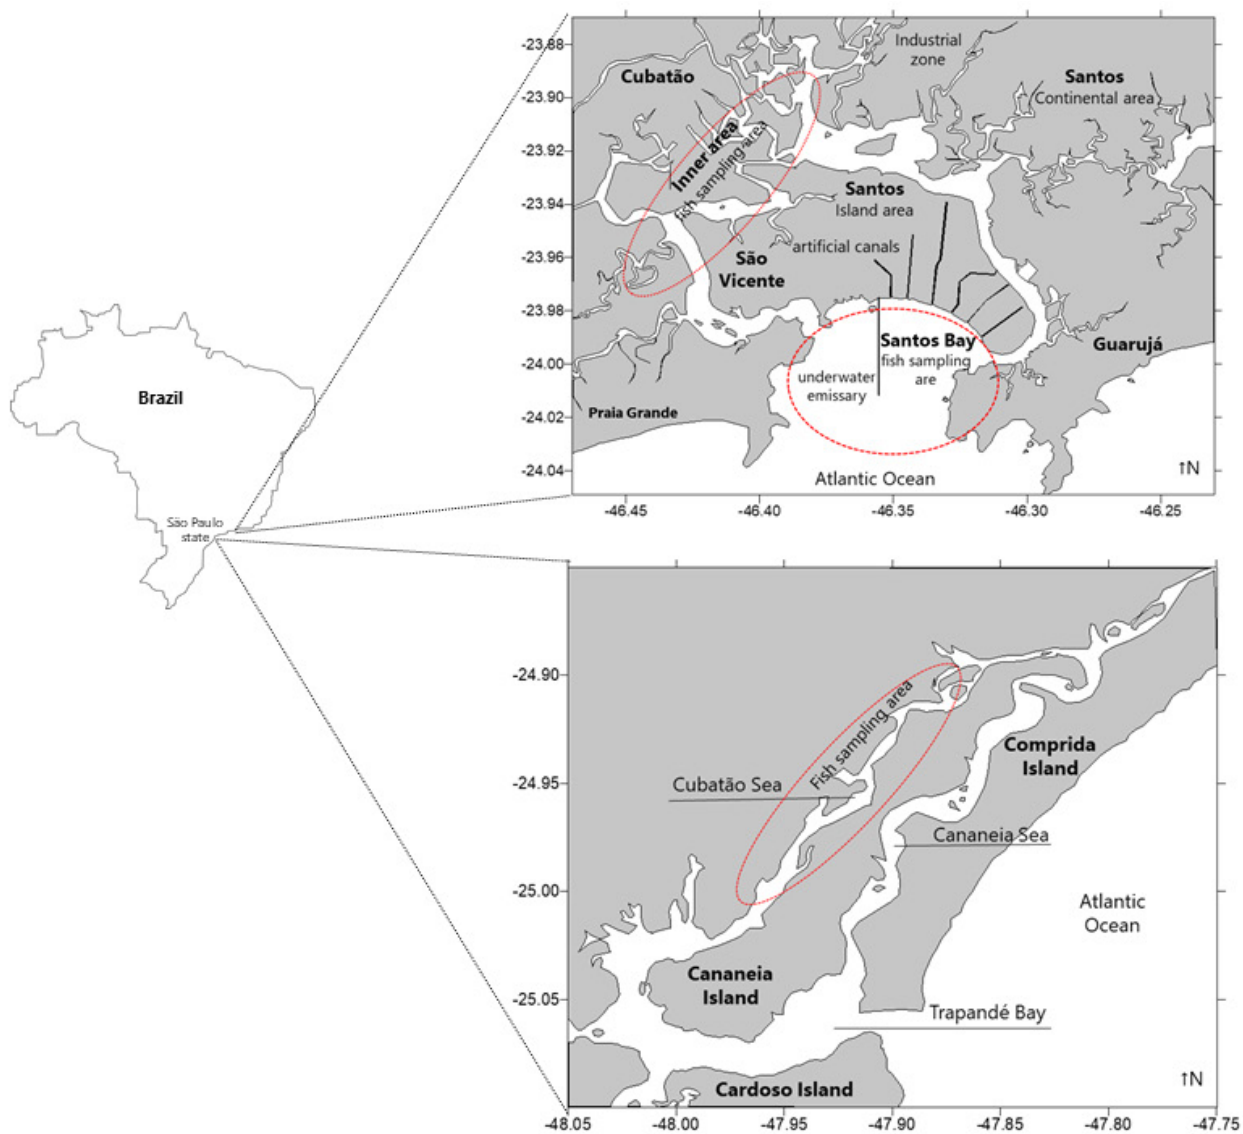 Brazil
São Paulo
state
-23.88
-23.90
-23.92
-23.94
-23.96
-23.98
-24.00
-24.02
-24.04
Industrial
zone
Cubatão
Santos
Continental area
Inner area
fish sampling area
Santos
Island area
artificial canals
São
Vicente
Santos Bay
fish sampling
are
underwater
emissary
Guarujá
Praia Grande
Atlantic Ocean
↑N
-46.45
-46.40
-46.35
-46.30
-46.25
-24.90
-24.95
-25.00
-25.05
Fish sampling area
Comprida
Island
Cubatão Sea
Cananeia Sea
Atlantic
Ocean
Cananeia
Island
Trapandé Bay
Cardoso Island
↑N
-48.05
-48.00
-47.95
-47.90
-47.85
-47.80
-47.75